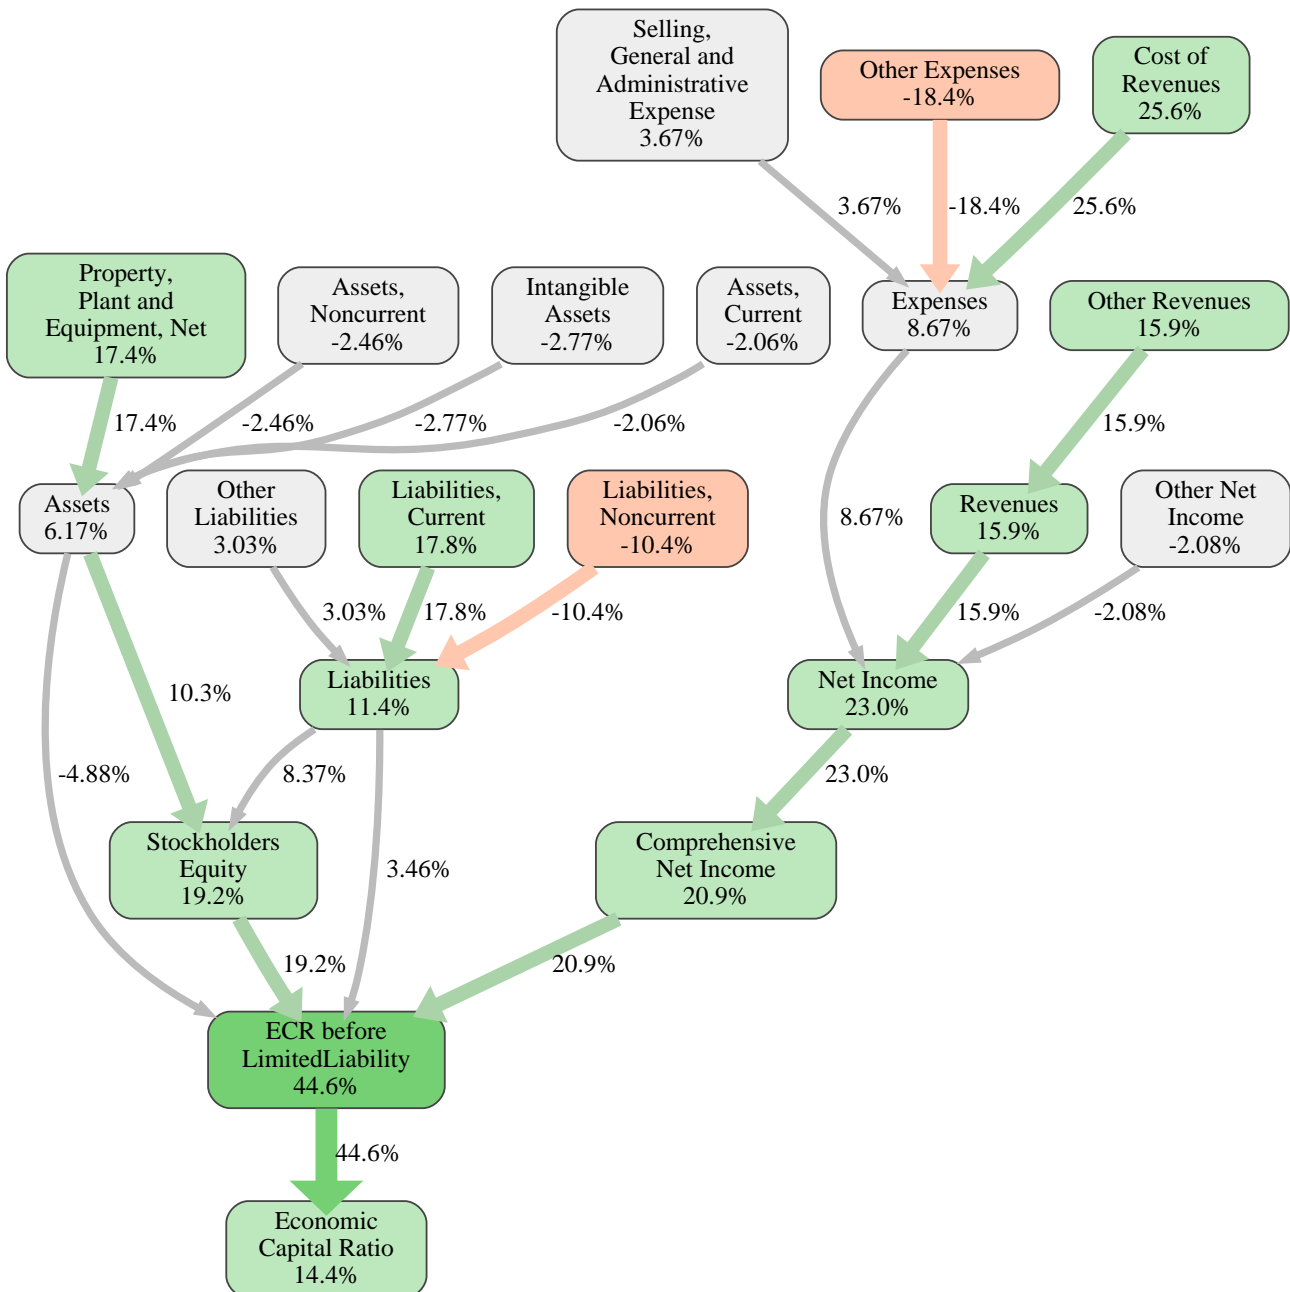 Selling,
General and
Administrative
Expense
3.67%
Other Expenses
-18.4%
Cost of
Revenues
25.6%
3.67%
-18.4%
25.6%
Property,
Plant and
Equipment, Net
17.4%
Assets,
Noncurrent
-2.46%
Intangible
Assets
-2.77%
Assets,
Current
-2.06%
Expenses
8.67%
Other Revenues
15.9%
17.4%
-2.46%
-2.77%
-2.06%
15.9%
Assets
6.17%
Other
Liabilities
3.03%
Liabilities,
Current
17.8%
Liabilities,
Noncurrent
-10.4%
8.67%
Revenues
15.9%
Other Net
Income
-2.08%
3.03%
17.8%
-10.4%
15.9%
-2.08%
10.3%
Liabilities
11.4%
Net Income
23.0%
-4.88%
8.37%
23.0%
Stockholders
Equity
19.2%
3.46%
Comprehensive
Net Income
20.9%
19.2%
20.9%
ECR before
LimitedLiability
44.6%
44.6%
Economic
Capital Ratio
14.4%